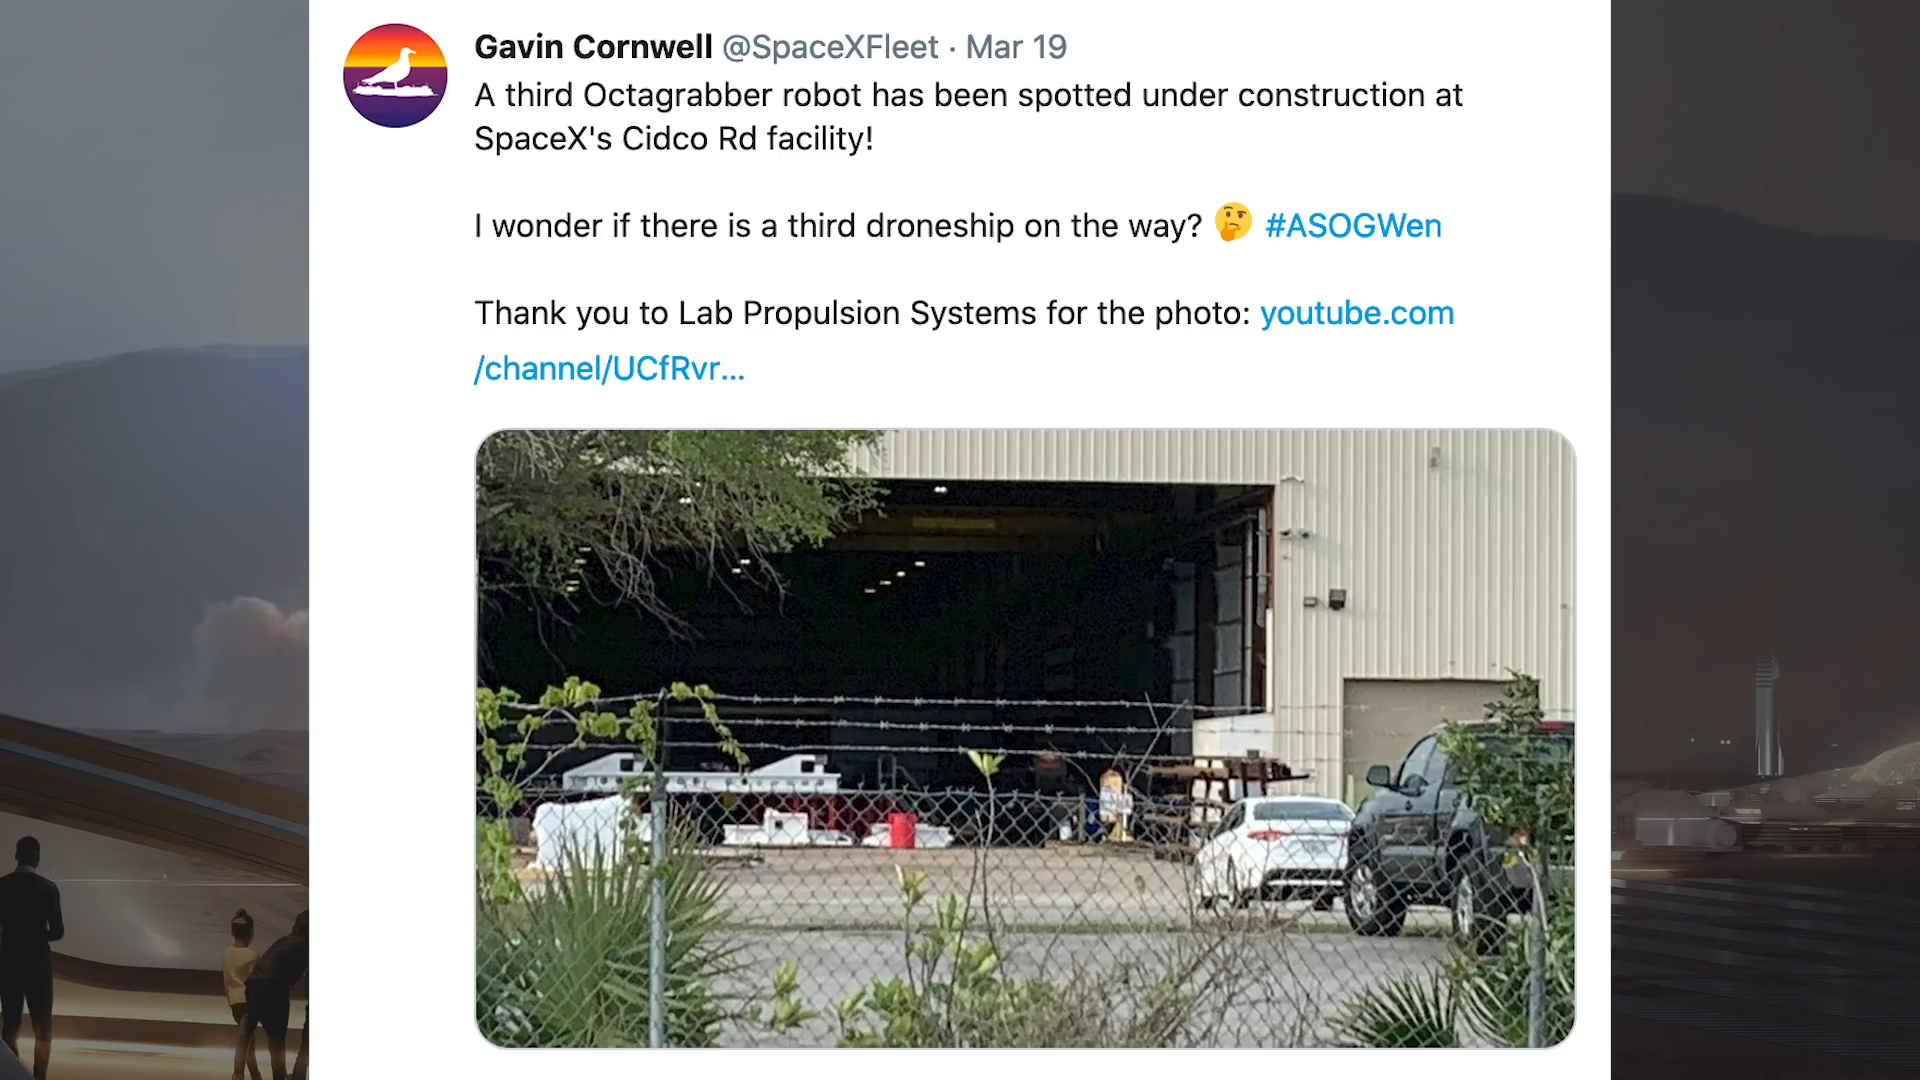 Gavin Cornwell @SpaceXFleet · Mar 19
A third Octagrabber robot has been spotted under construction at
SpaceX's Cidco Rd facility!
I wonder if there is a third droneship on the way? 🤔 #ASOGWen
Thank you to Lab Propulsion Systems for the photo: youtube.com
/channel/UCfRvr...